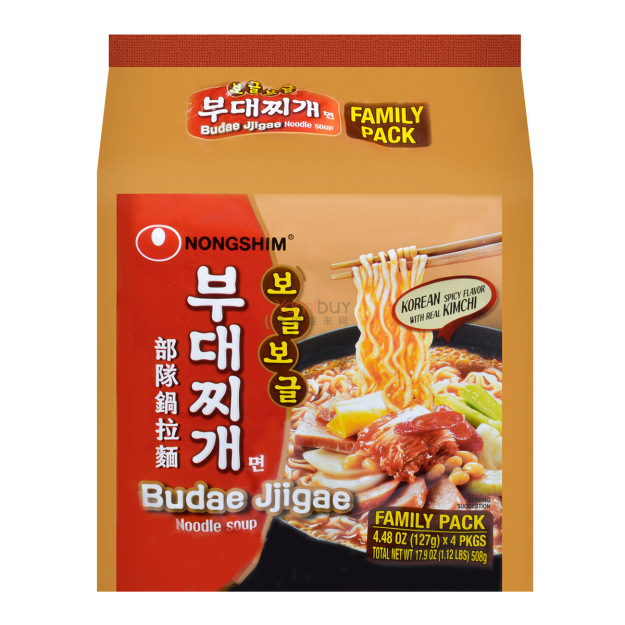 보글보글
부대찌개면
Budae Jjigae Noodle soup
FAMILY
PACK
NONGSHIM®
보글보글
부대찌개면
部隊鍋拉麵
KOREAN SPICY FLAVOR
WITH REAL KIMCHI
Budae Jjigae
Noodle soup
SERVING
SUGGESTION
FAMILY PACK
4.48 OZ (127g) x 4 PKGS
TOTAL NET WT 17.9 OZ (1.12 LBS) 508g